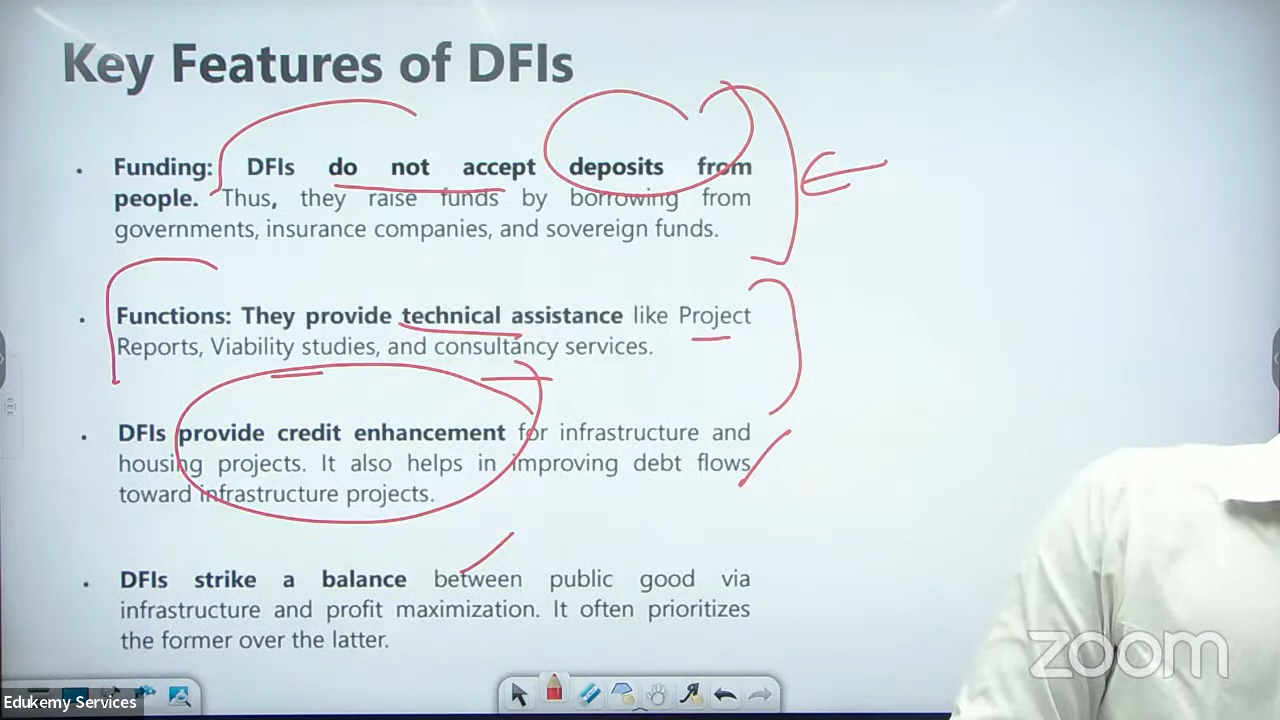 Key Features of DFIs
• Funding: DFIs do not accept deposits from
people. Thus, they raise funds by borrowing from
governments, insurance companies, and sovereign funds.
• Functions: They provide technical assistance like Project
Reports, Viability studies, and consultancy services.
• DFIs provide credit enhancement for infrastructure and
housing projects. It also helps in improving debt flows
toward infrastructure projects.
• DFIs strike a balance between public good via
infrastructure and profit maximization. It often prioritizes
the former over the latter.
zoom
Edukemy Services